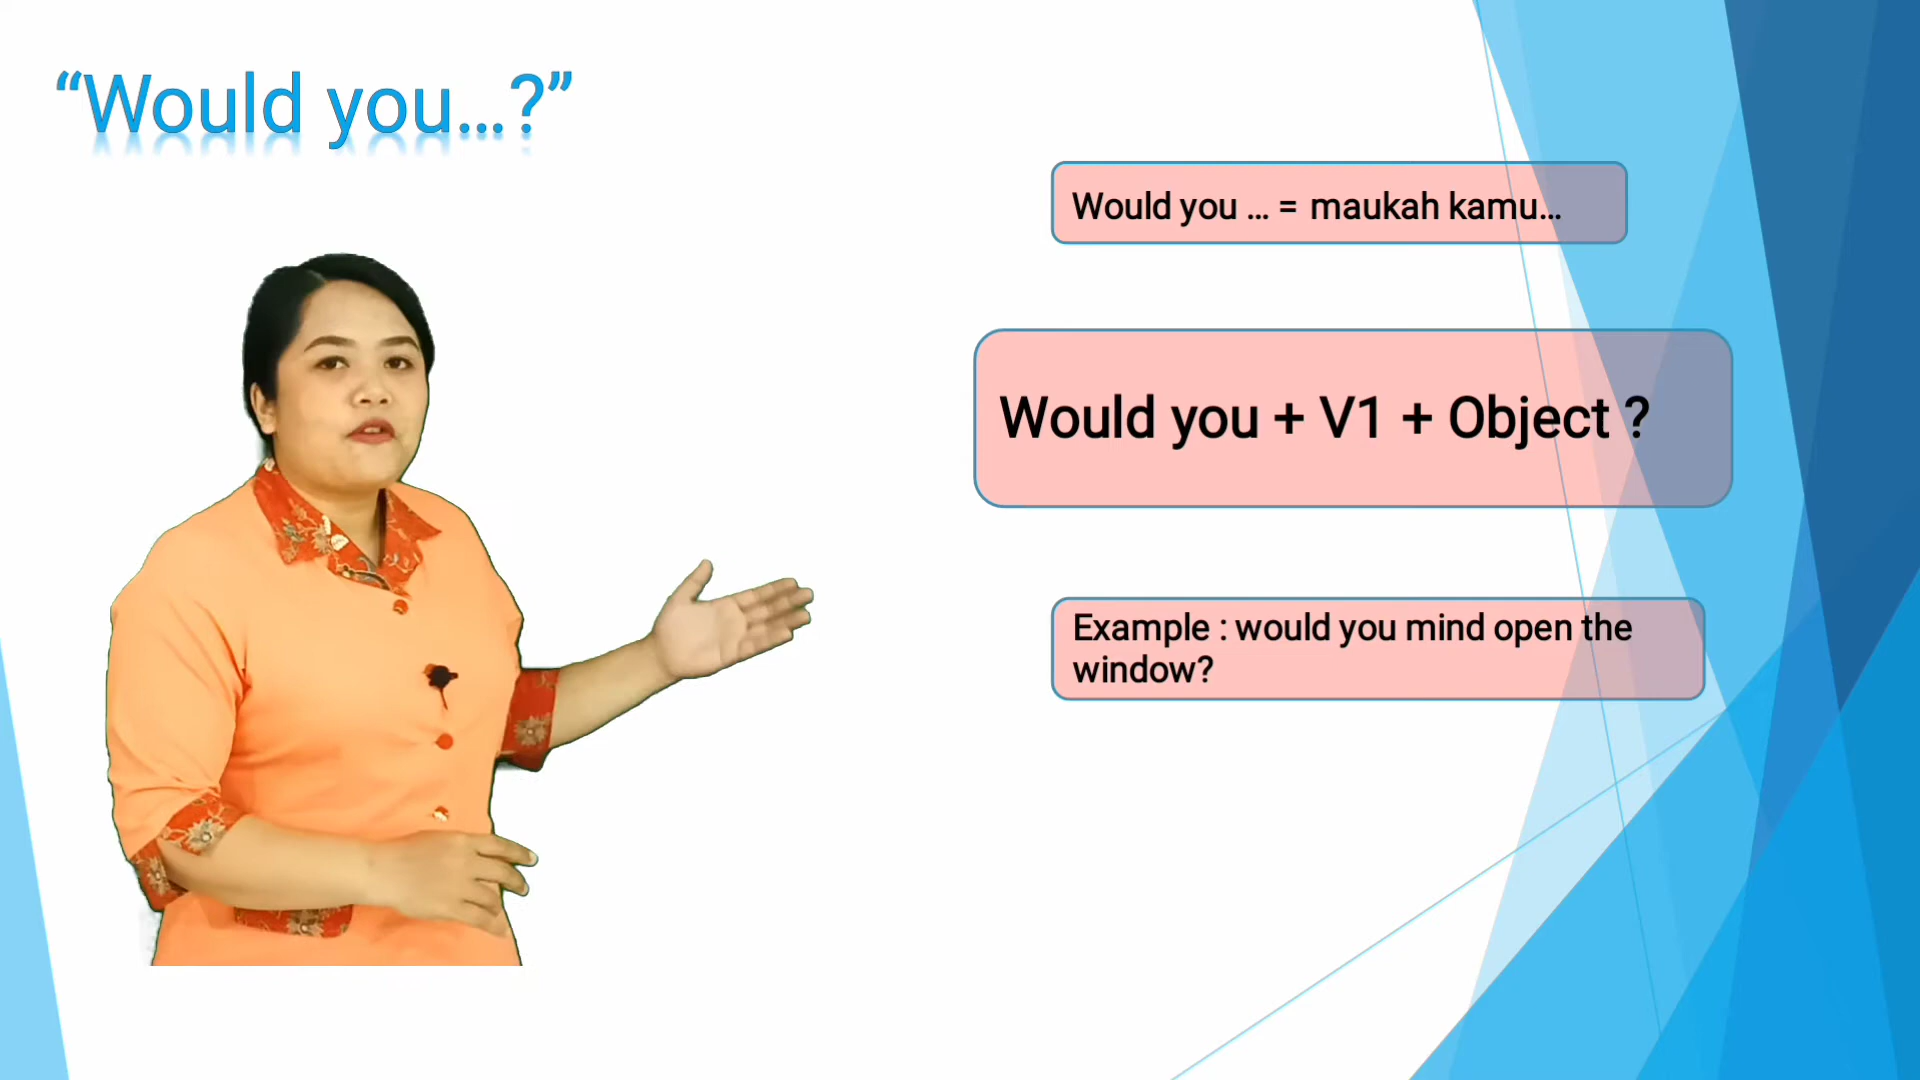 “Would you...?”
Would you ... = maukah kamu...
Would you + V1 + Object ?
Example : would you mind open the
window?